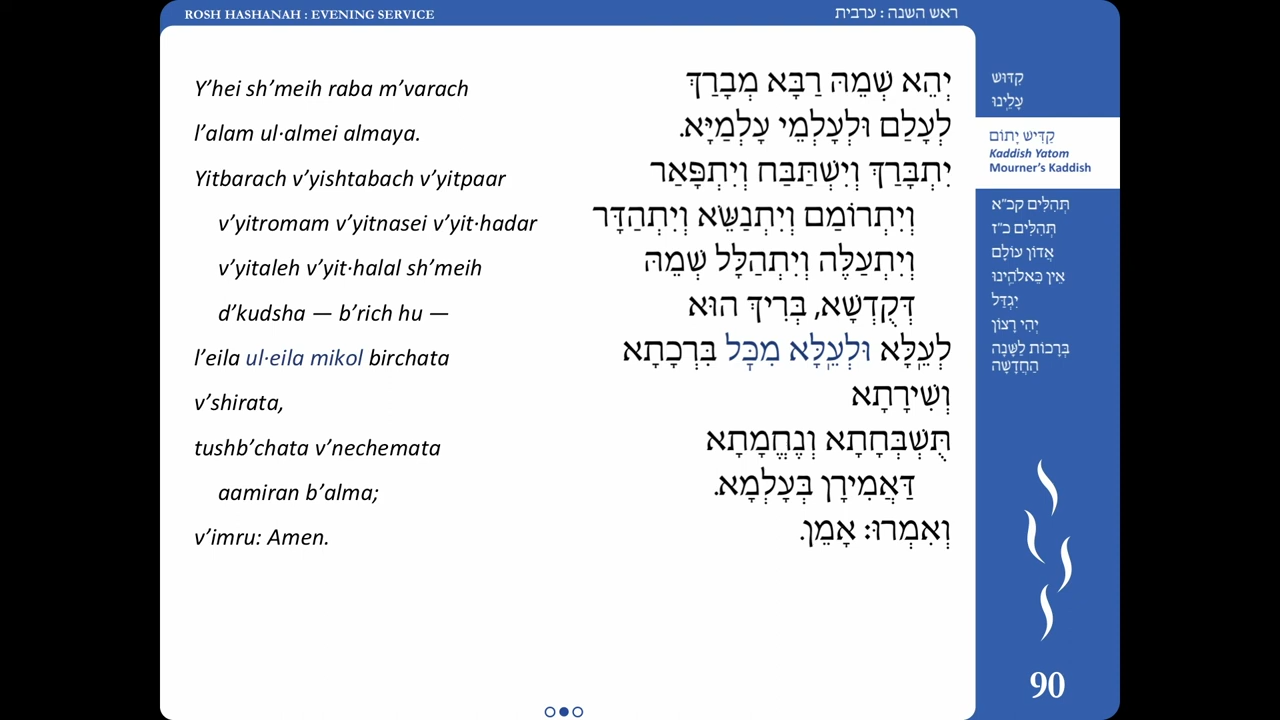 ROSH HASHANAH : EVENING SERVICE
ראש השנה : ערבית
Y’hei sh’meih raba m’varach
l’alam ul·almei almaya.
Yitbarach v’yishtabach v’yitpaar
v’yitromam v’yitnasei v’yit·hadar
v’yitaleh v’yit·halal sh’meih
d’kudsha — b’rich hu —
l’eila ul·eila mikol birchata
v’shirata,
tushb’chata v’nechemata
aamiran b’alma;
v’imru: Amen.
יְהֵא שְׁמֵהּ רַבָּא מְבָרַךְ
לְעָלַם וּלְעָלְמֵי עָלְמַיָּא.
יִתְבָּרַךְ וְיִשְׁתַּבַּח וְיִתְפָּאַר
וְיִתְרוֹמַם וְיִתְנַשֵּׂא וְיִתְהַדָּר
וְיִתְעַלֶּה וְיִתְהַלָּל שְׁמֵהּ
דְּקֻדְשָׁא, בְּרִיךְ הוּא
לְעֵֽלָּא וּלְעֵֽלָּא מִכׇּל בִּרְכָתָא
וְשִׁירָתָא
תֻּשְׁבְּחָתָא וְנֶחֱמָתָא
דַּאֲמִירָן בְּעָלְמָא.
וְאִמְרוּ: אָמֵן.
קִדּוּשׁ
עָלֵֽינוּ
קַדִּישׁ יָתוֹם
Kaddish Yatom
Mourner’s Kaddish
תְּהִלִּים קכ״א
תְּהִלִּים כ״ז
אֲדוֹן עוֹלָם
אֵין כֵּאלֹהֵֽינוּ
יִגְדַּל
יְהִי רָצוֹן
בְּרָכוֹת לַשָּׁנָה
הַחֲדָשָׁה
90